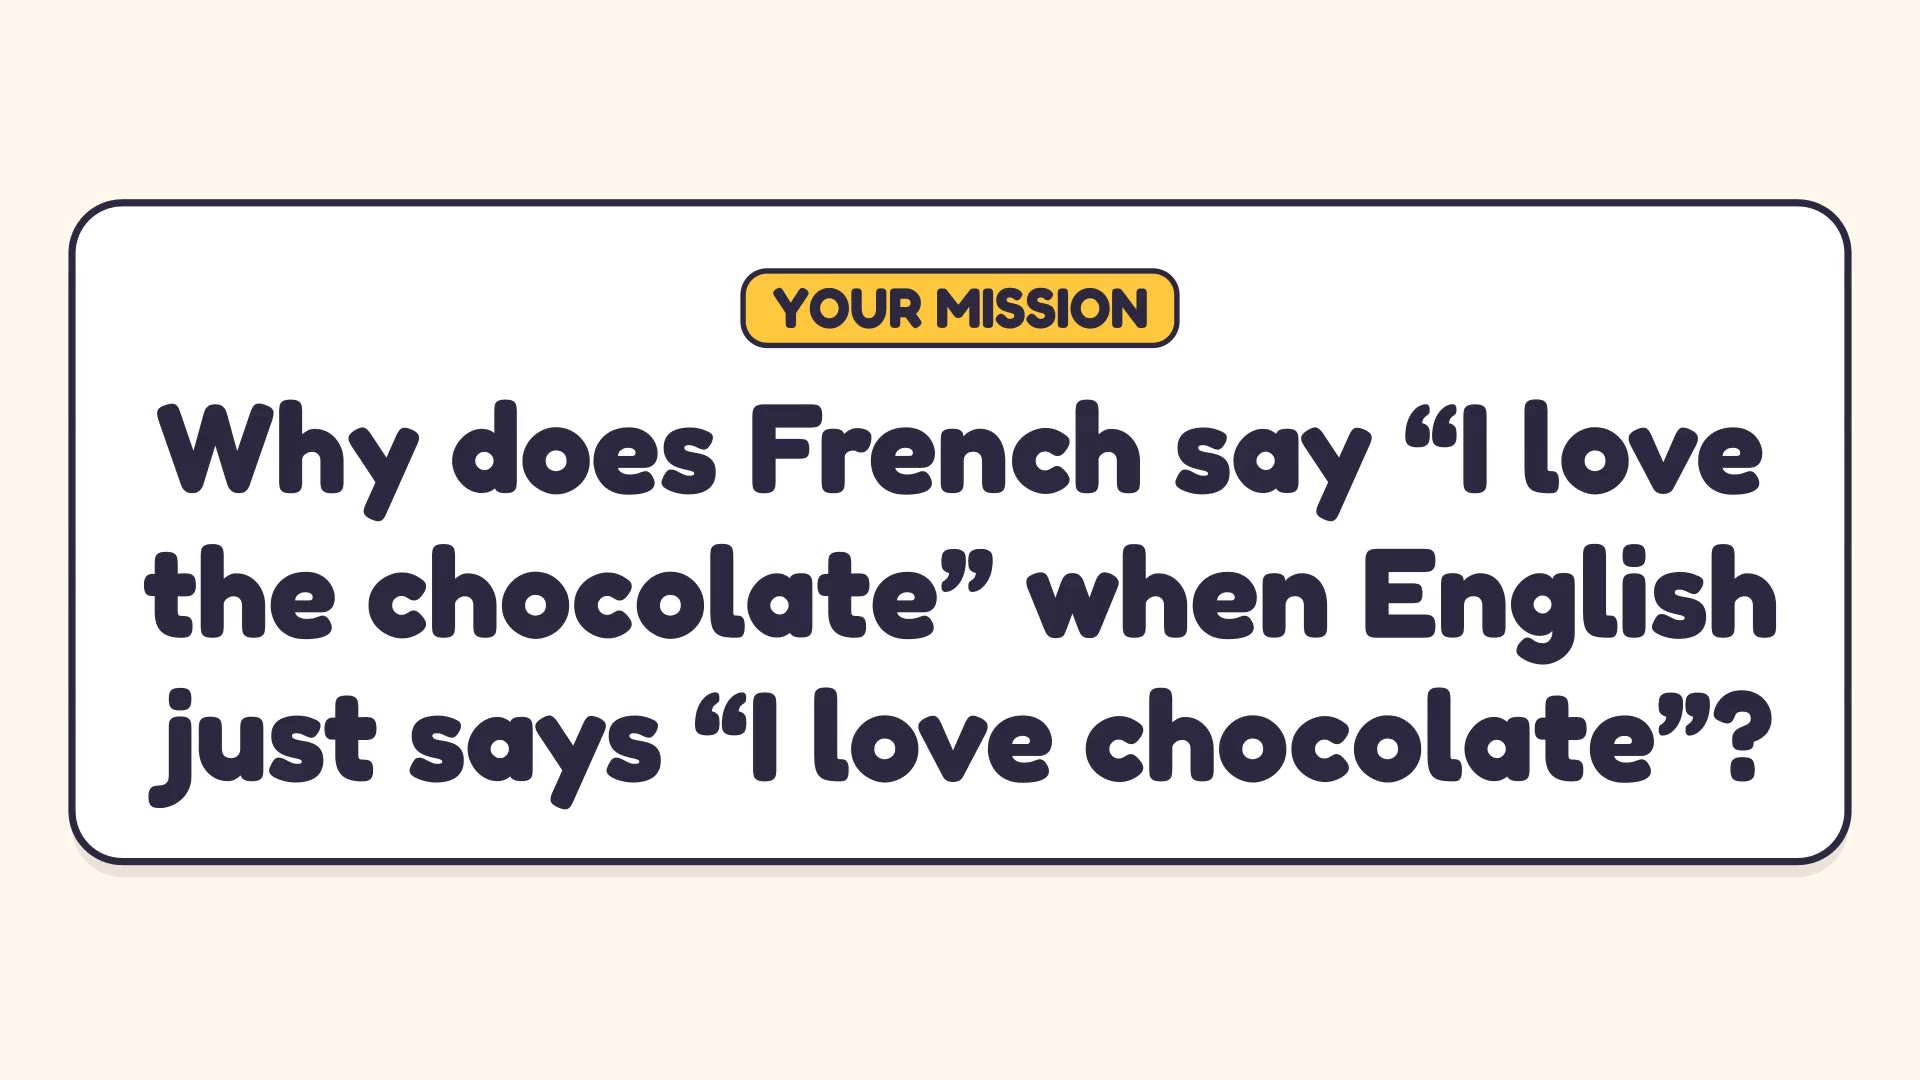 YOUR MISSION
Why does French say “I love
the chocolate” when English
just says “I love chocolate”?